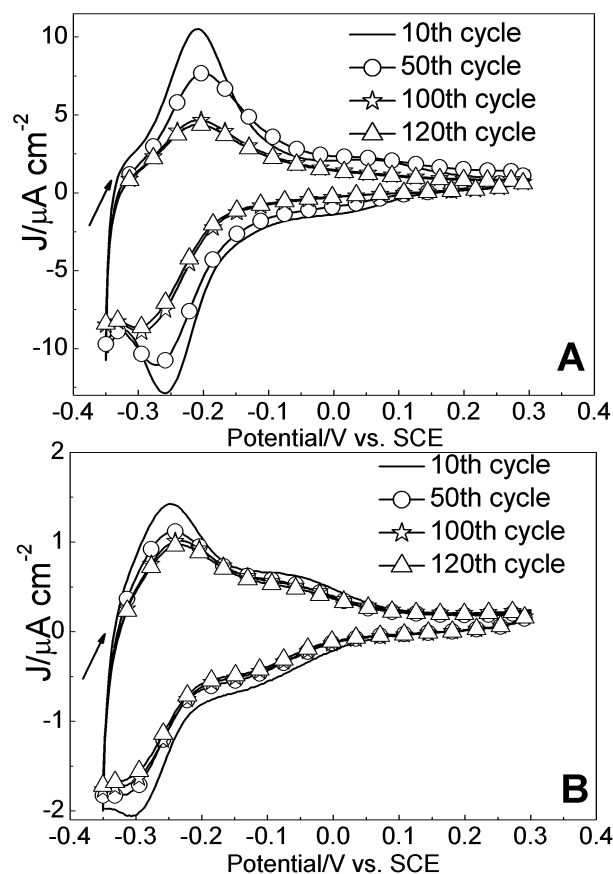 10th cycle
50th cycle
100th cycle
120th cycle
10
5
0
-5
-10
J/μA cm-2
A
-0.4 -0.3 -0.2 -0.1 0.0 0.1 0.2 0.3 0.4
Potential/V vs. SCE
10th cycle
50th cycle
100th cycle
120th cycle
2
1
0
-1
-2
J/μA cm-2
B
-0.4 -0.3 -0.2 -0.1 0.0 0.1 0.2 0.3 0.4
Potential/V vs. SCE